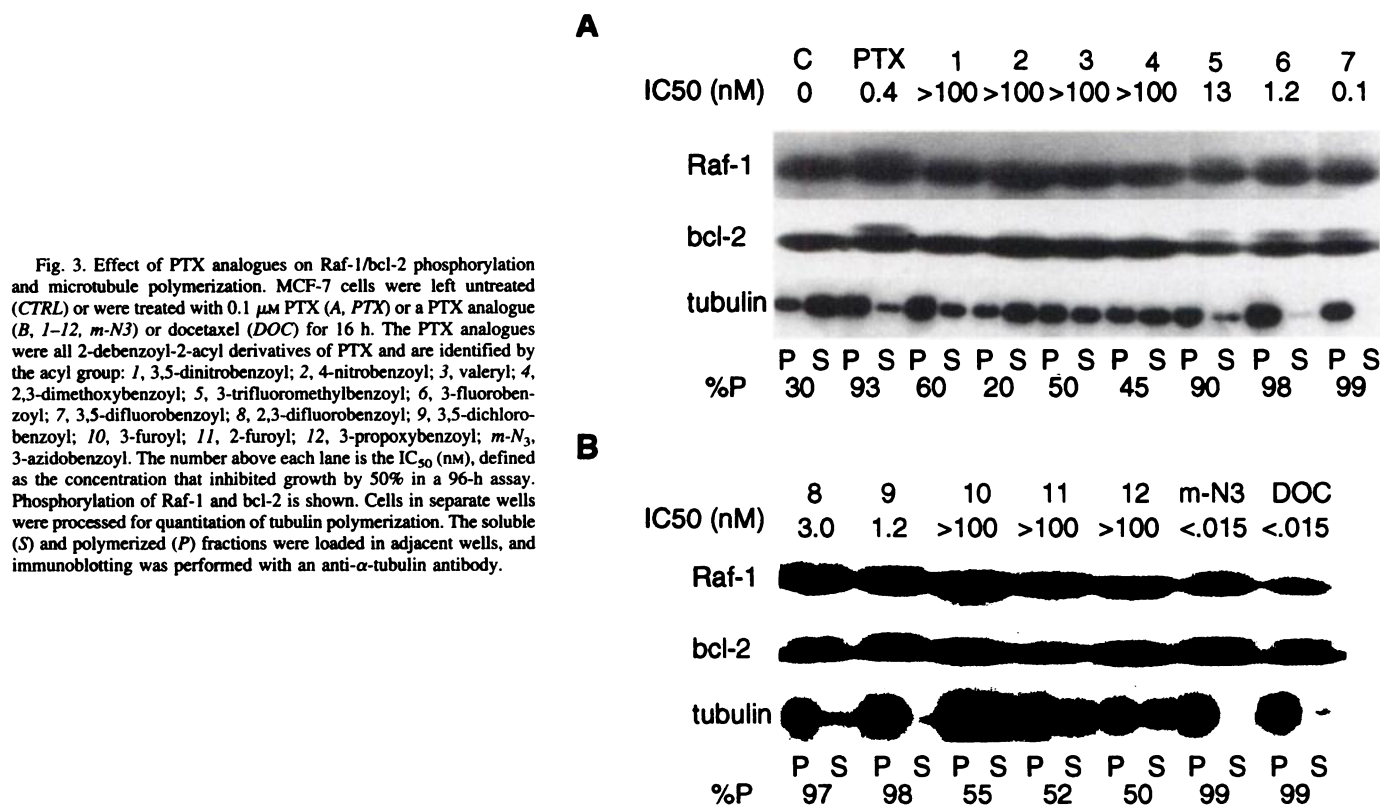 Fig. 3. Effect of PTX analogues on Raf-1/bcl-2 phosphorylation
and microtubule polymerization. MCF-7 cells were left untreated
(CTRL) or were treated with 0.1 μM PTX (A, PTX) or a PTX analogue
(B, 1–12, m-N3) or docetaxel (DOC) for 16 h. The PTX analogues
were all 2-debenzoyl-2-acyl derivatives of PTX and are identified by
the acyl group: 1, 3,5-dinitrobenzoyl; 2, 4-nitrobenzoyl; 3, valeryl; 4,
2,3-dimethoxybenzoyl; 5, 3-trifluoromethylbenzoyl; 6, 3-fluoroben-
zoyl; 7, 3,5-difluorobenzoyl; 8, 2,3-difluorobenzoyl; 9, 3,5-dichloro-
benzoyl; 10, 3-furoyl; 11, 2-furoyl; 12, 3-propoxybenzoyl; m-N₃,
3-azidobenzoyl. The number above each lane is the IC₅₀ (nM), defined
as the concentration that inhibited growth by 50% in a 96-h assay.
Phosphorylation of Raf-1 and bcl-2 is shown. Cells in separate wells
were processed for quantitation of tubulin polymerization. The soluble
(S) and polymerized (P) fractions were loaded in adjacent wells, and
immunoblotting was performed with an anti-α-tubulin antibody.
A
C PTX 1 2 3 4 5 6 7
IC50 (nM) 0 0.4 >100 >100 >100 >100 13 1.2 0.1
Raf-1
bcl-2
tubulin
P S P S P S P S P S P S P S P S P S
%P 30 93 60 20 50 45 90 98 99
B
8 9 10 11 12 m-N3 DOC
IC50 (nM) 3.0 1.2 >100 >100 >100 <.015 <.015
Raf-1
bcl-2
tubulin
P S P S P S P S P S P S P S
%P 97 98 55 52 50 99 99